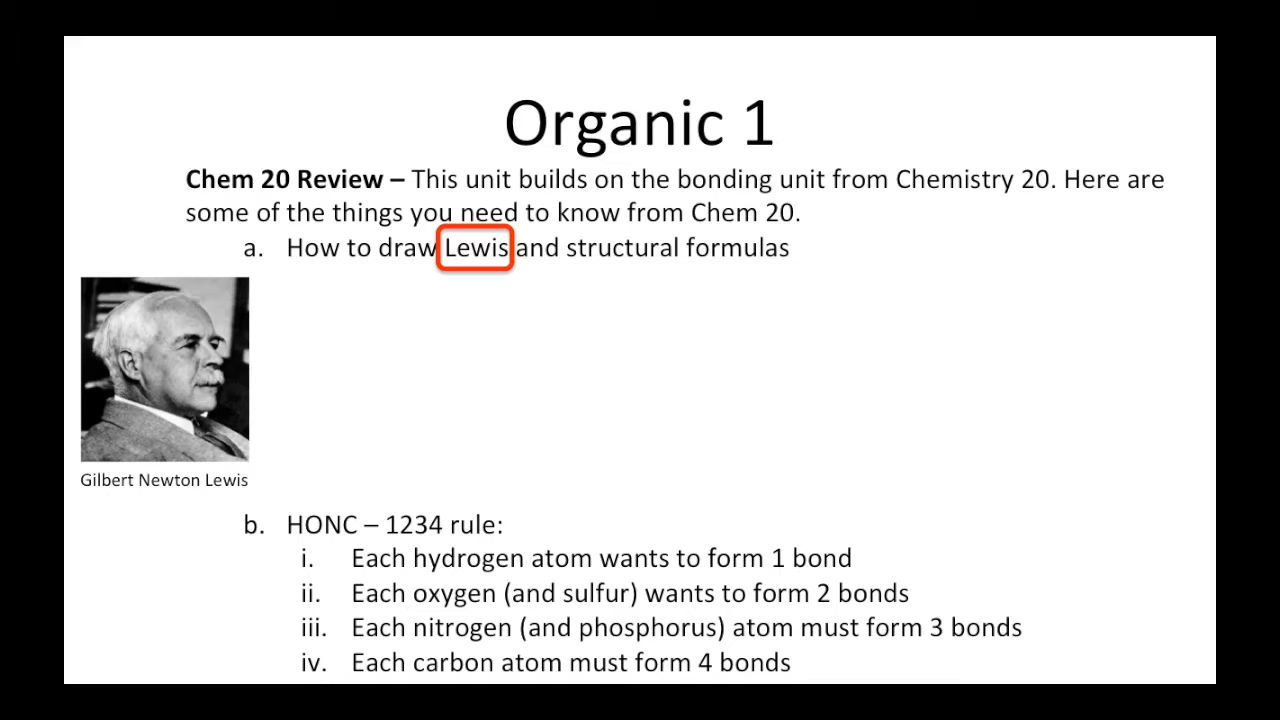 Organic 1
Chem 20 Review – This unit builds on the bonding unit from Chemistry 20. Here are
some of the things you need to know from Chem 20.
a. How to draw Lewis and structural formulas
Gilbert Newton Lewis
b. HONC – 1234 rule:
i. Each hydrogen atom wants to form 1 bond
ii. Each oxygen (and sulfur) wants to form 2 bonds
iii. Each nitrogen (and phosphorus) atom must form 3 bonds
iv. Each carbon atom must form 4 bonds